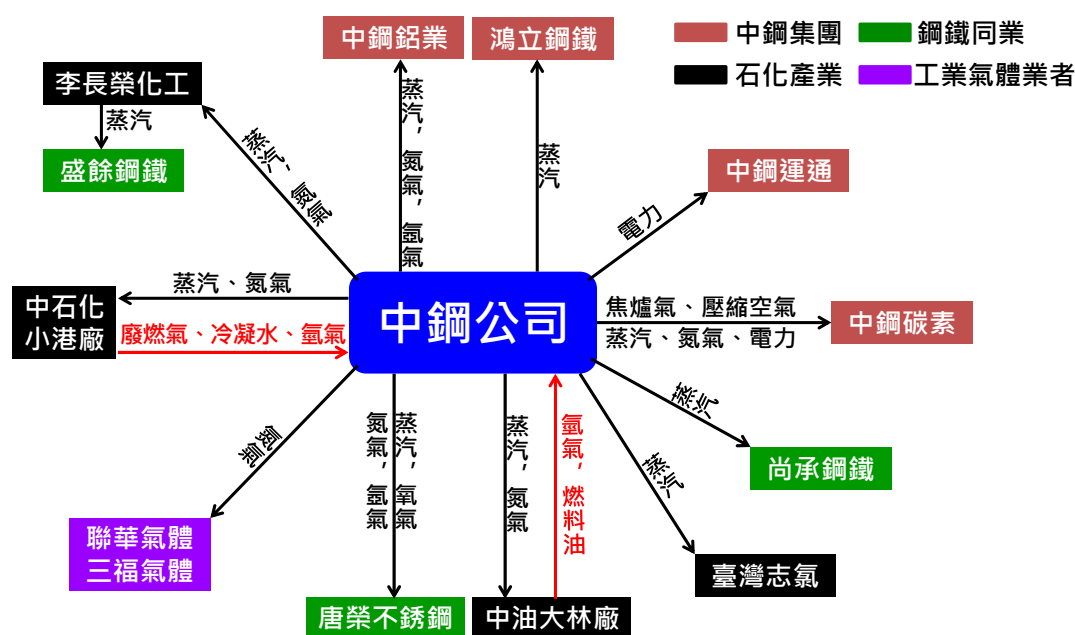 中鋼集團
鋼鐵同業
石化產業
工業氣體業者
中鋼鋁業
鴻立鋼鐵
李長榮化工
蒸汽
盛餘鋼鐵
蒸汽，氮氣
蒸汽，氮氣，氬氣
蒸汽
電力
中鋼運通
中石化
小港廠
蒸汽、氮氣
廢燃氣、冷凝水、氫氣
中鋼公司
焦爐氣、壓縮空氣
蒸汽、氮氣、電力
中鋼碳素
氮氣
聯華氣體
三福氣體
蒸汽，氧氣
氮氣，氬氣
唐榮不銹鋼
蒸汽，氮氣
氫氣，燃料油
中油大林廠
蒸汽
尚承鋼鐵
蒸汽
臺灣志氯